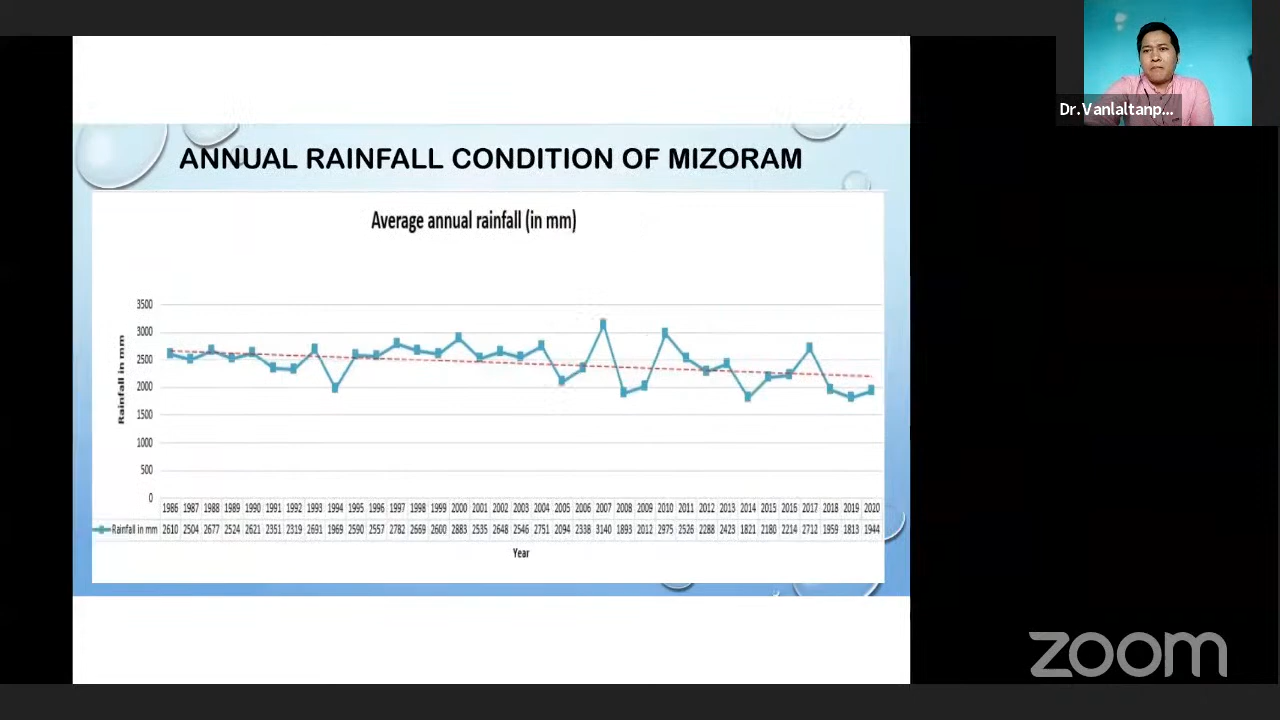 Dr.Vanlaltanp...
ANNUAL RAINFALL CONDITION OF MIZORAM
Average annual rainfall (in mm)
Rainfall in mm
3500
3000
2500
2000
1500
1000
500
0
1986 1987 1988 1989 1990 1991 1992 1993 1994 1995 1996 1997 1998 1999 2000 2001 2002 2003 2004 2005 2006 2007 2008 2009 2010 2011 2012 2013 2014 2015 2016 2017 2018 2019 2020
Rainfall in mm 2610 2504 2677 2524 2621 2351 2319 2691 1969 2590 2557 2782 2669 2600 2883 2535 2648 2546 2751 2094 2338 3140 1893 2012 2975 2526 2288 2423 1821 2180 2214 2712 1959 1813 1944
Year
zoom